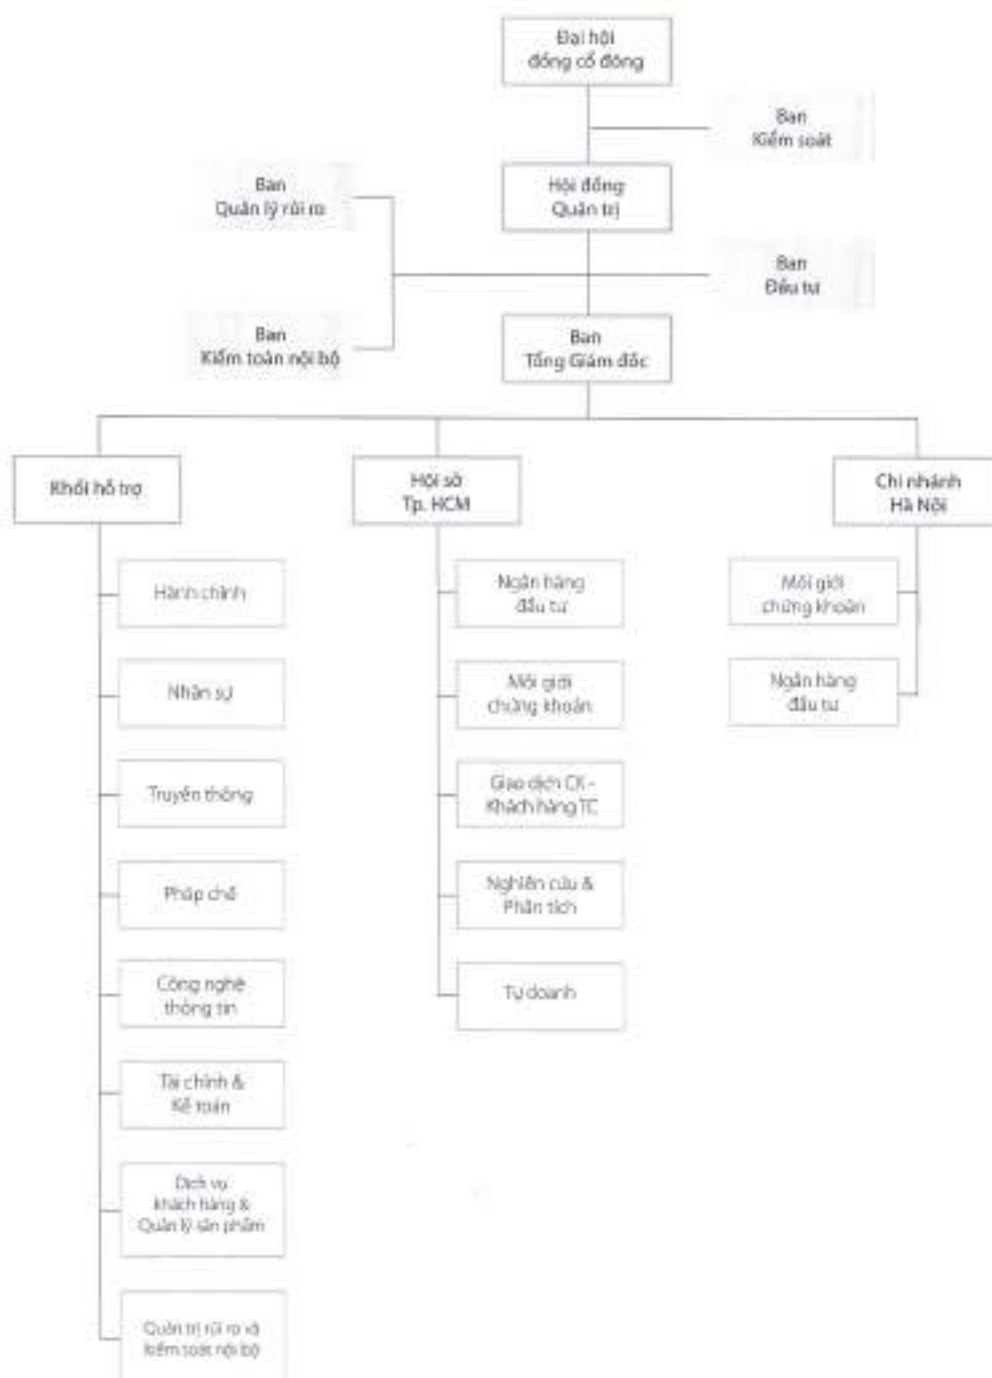 Đại hội
đồng cổ đông
Ban
Kiểm soát
Ban
Quản lý rủi ro
Hội đồng
Quản trị
Ban
Đầu tư
Ban
Kiểm toán nội bộ
Ban
Tổng Giám đốc
Khối hỗ trợ
Hội sở
Tp. HCM
Chi nhánh
Hà Nội
Hành chính
Nhân sự
Truyền thông
Pháp chế
Công nghệ
thông tin
Tài chính &
Kế toán
Dịch vụ
khách hàng &
Quản lý sản phẩm
Quản trị rủi ro và
kiểm soát nội bộ
Ngân hàng
đầu tư
Môi giới
chứng khoán
Giao dịch CK -
Khách hàng TC
Nghiên cứu &
Phân tích
Tự doanh
Môi giới
chứng khoán
Ngân hàng
đầu tư